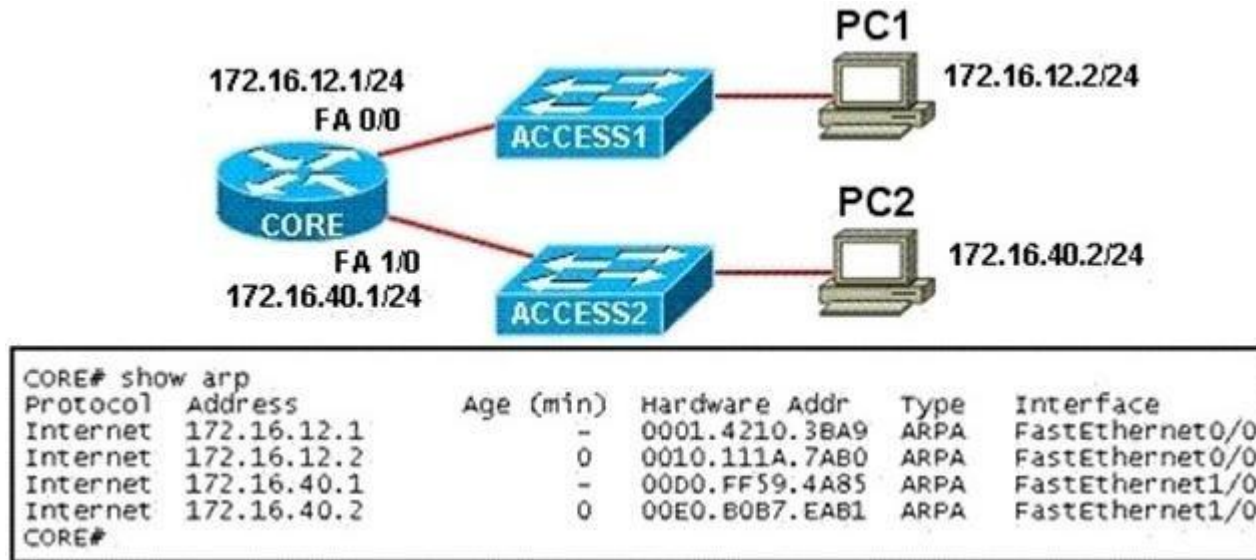 PC1
172.16.12.1/24
172.16.12.2/24
FA 0/0
ACCESS1
CORE
PC2
FA 1/0
172.16.40.2/24
172.16.40.1/24
ACCESS2
CORE# show arp
Protocol Address Age (min) Hardware Addr Type Interface
Internet 172.16.12.1 - 0001.4210.3BA9 ARPA FastEthernet0/0
Internet 172.16.12.2 0 0010.111A.7AB0 ARPA FastEthernet0/0
Internet 172.16.40.1 - 00D0.FF59.4A85 ARPA FastEthernet1/0
Internet 172.16.40.2 0 00E0.B0B7.EAB1 ARPA FastEthernet1/0
CORE#